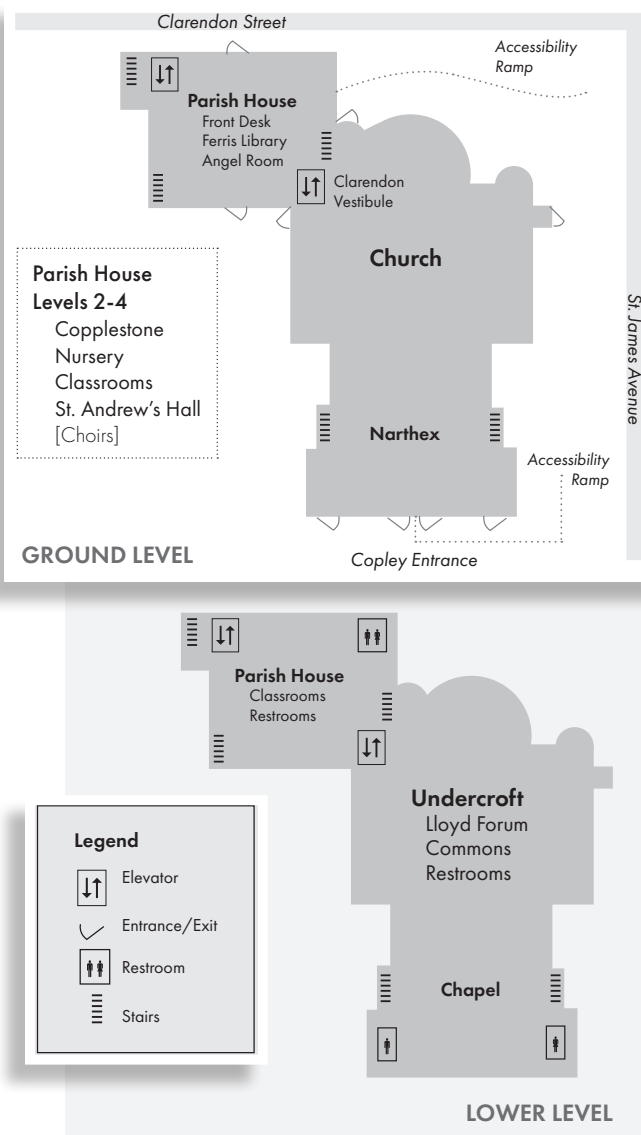 Clarendon Street
Accessibility
Ramp
Parish House
Front Desk
Ferris Library
Angel Room
Clarendon
Vestibule
Church
St. James Avenue
Parish House
Levels 2-4
Copplestone
Nursery
Classrooms
St. Andrew's Hall
[Choirs]
Narthex
Accessibility
Ramp
GROUND LEVEL
Copley Entrance
Parish House
Classrooms
Restrooms
Undercroft
Lloyd Forum
Commons
Restrooms
Legend
Elevator
Entrance/Exit
Restroom
Stairs
Chapel
LOWER LEVEL